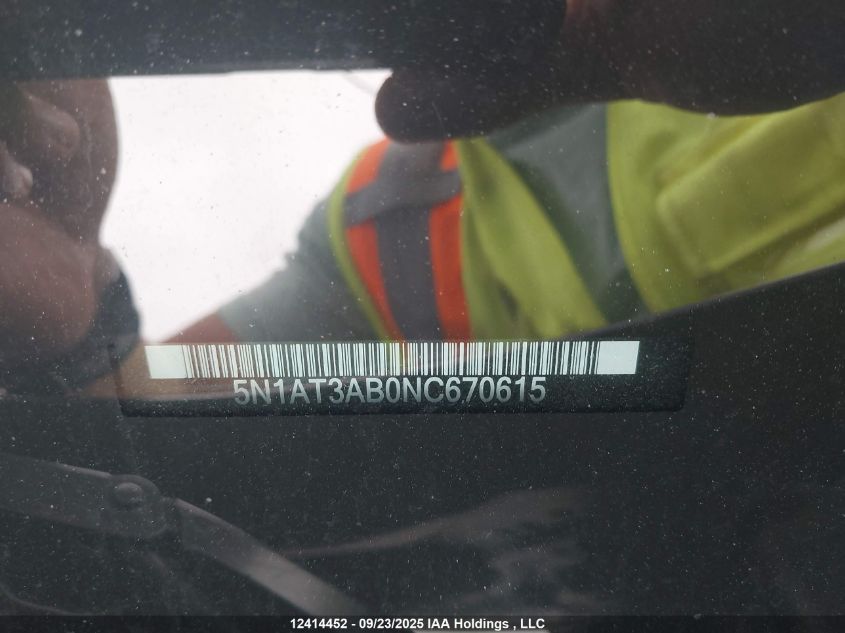 5N1AT3AB0NC670615
12414452 - 09/23/2025 IAA Holdings , LLC